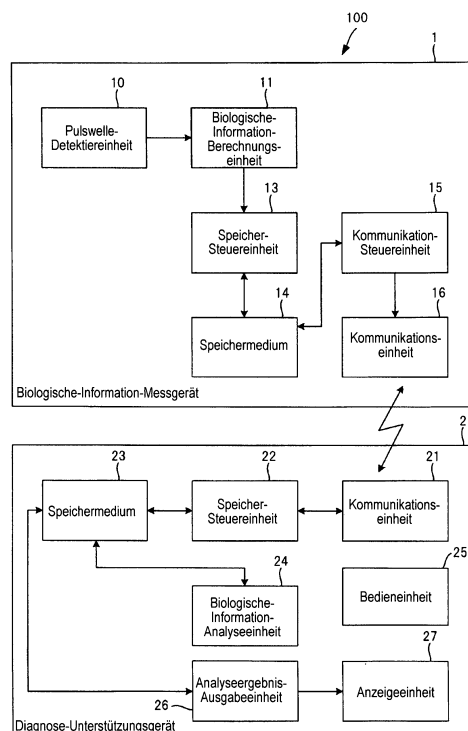 100
1
10
Pulswelle-
Detektiereinheit
11
Biologische-
Information-
Berechnungs-
einheit
13
Speicher-
Steuereinheit
15
Kommunikation-
Steuereinheit
14
Speichermedium
16
Kommunikations-
einheit
Biologische-Information-Messgerät
2
23
Speichermedium
22
Speicher-
Steuereinheit
21
Kommunikations-
einheit
24
Biologische-
Information-
Analyseeinheit
25
Bedieneinheit
26
Analyseergebnis-
Ausgabeeinheit
27
Anzeigeeinheit
Diagnose-Unterstützungsgerät